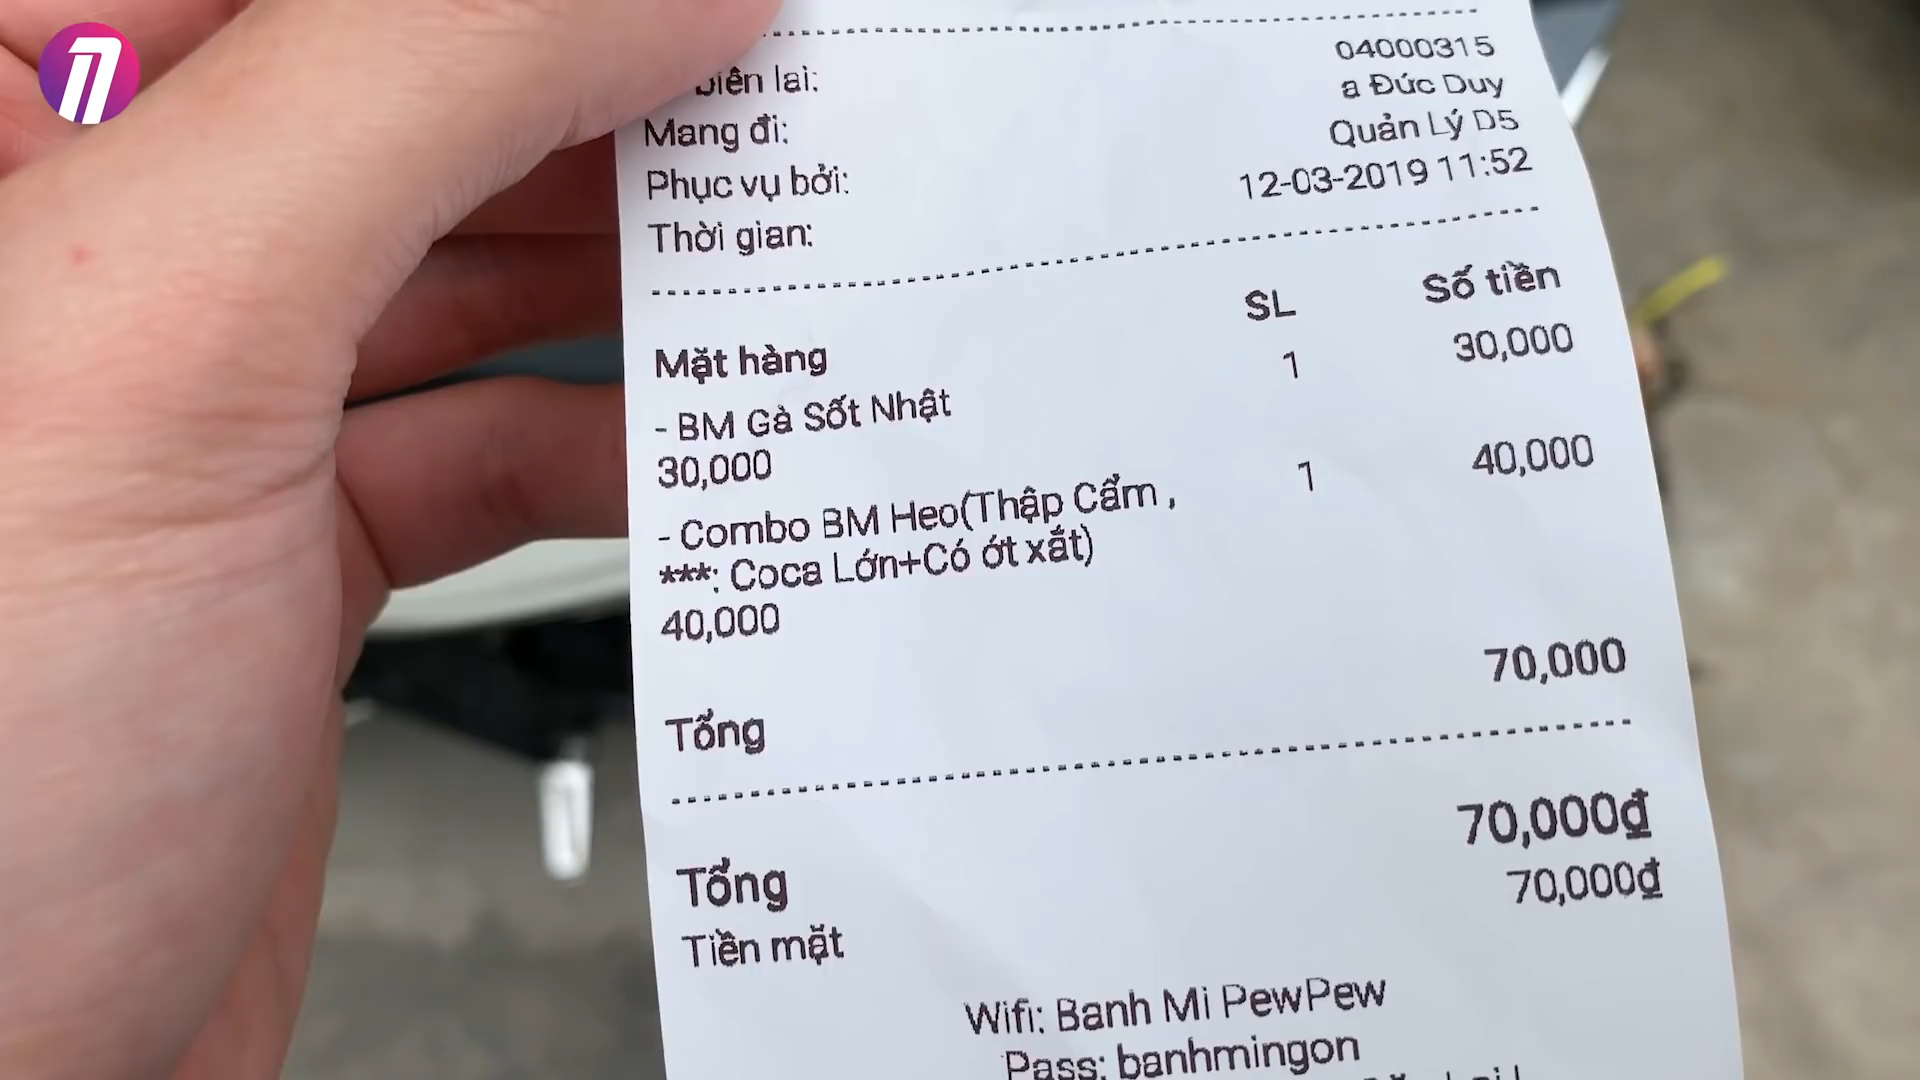 biên lai: 04000315
Mang đi: a Đức Duy
Phục vụ bởi: Quản Lý D5
Thời gian: 12-03-2019 11:52
Mặt hàng SL Số tiền
- BM Gà Sốt Nhật 1 30,000
30,000
- Combo BM Heo(Thập Cẩm , 1 40,000
***: Coca Lớn+Có ớt xắt)
40,000
Tổng 70,000
Tổng 70,000₫
Tiền mặt 70,000₫
Wifi: Banh Mi PewPew
Pass: banhmingon